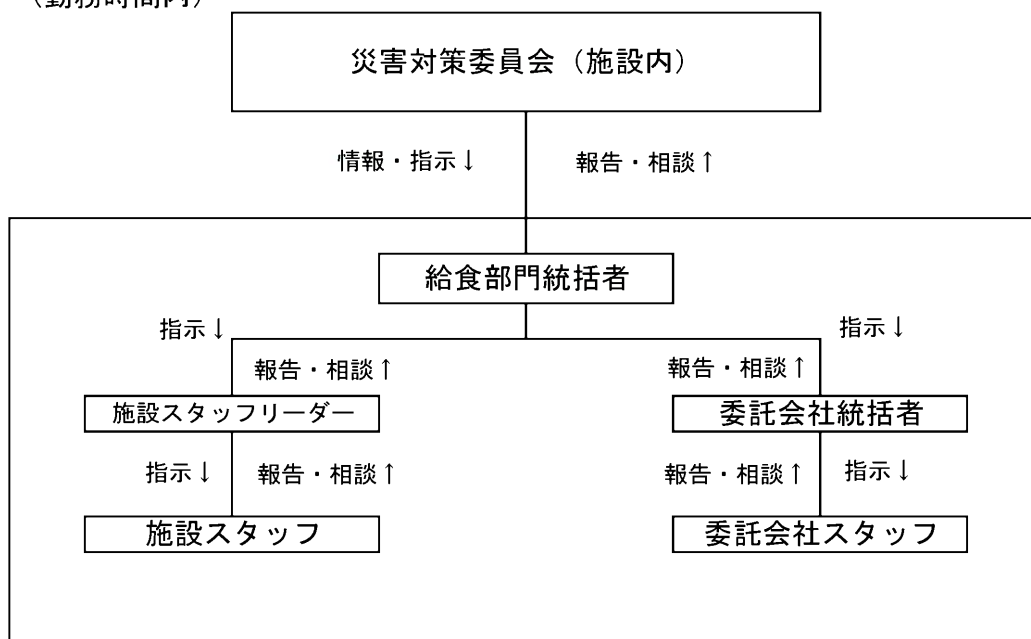 （勤務時間内）
災害対策委員会（施設内）
情報・指示↓ 報告・相談↑
給食部門統括者
指示↓ 指示↓
報告・相談↑ 報告・相談↑
施設スタッフリーダー 委託会社統括者
指示↓ 報告・相談↑ 報告・相談↑ 指示↓
施設スタッフ 委託会社スタッフ